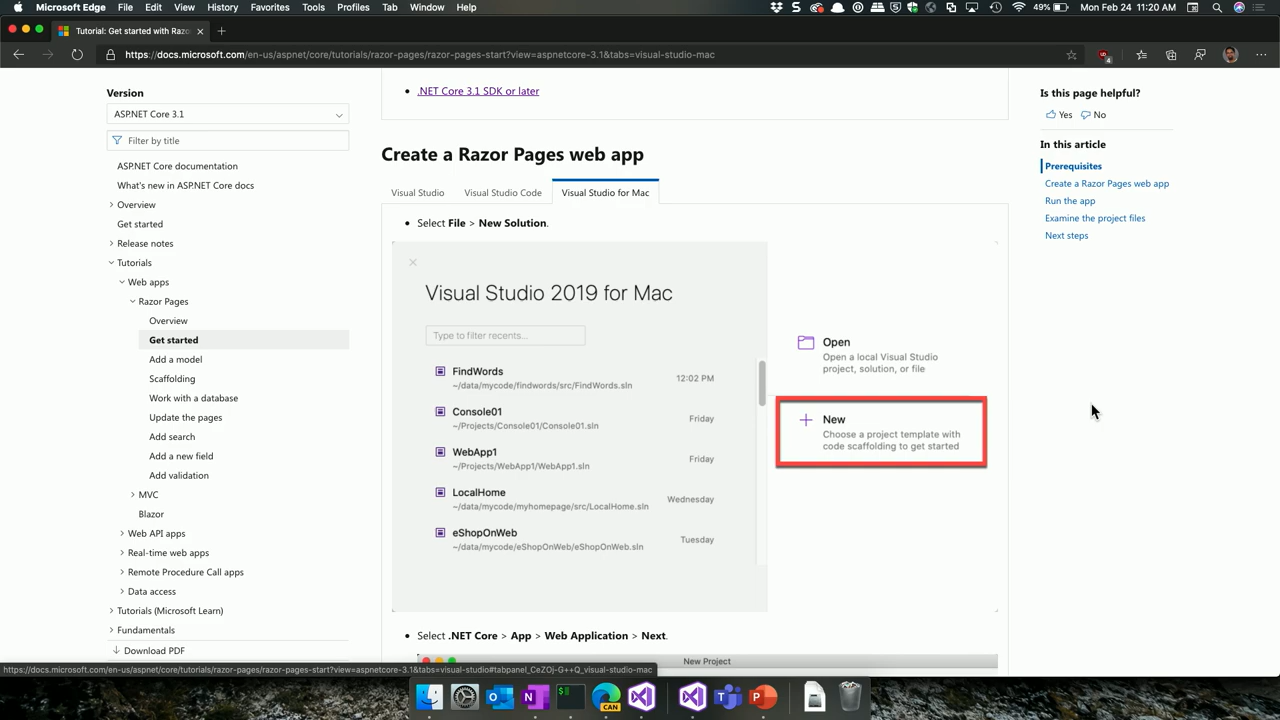 Microsoft Edge File Edit View History Favorites Tools Profiles Tab Window Help 49% Mon Feb 24 11:20 AM
Tutorial: Get started with Razo
https://docs.microsoft.com/en-us/aspnet/core/tutorials/razor-pages/razor-pages-start?view=aspnetcore-3.1&tabs=visual-studio-mac
4
Version
ASP.NET Core 3.1
Filter by title
ASP.NET Core documentation
What's new in ASP.NET Core docs
Overview
Get started
Release notes
Tutorials
Web apps
Razor Pages
Overview
Get started
Add a model
Scaffolding
Work with a database
Update the pages
Add search
Add a new field
Add validation
MVC
Blazor
Web API apps
Real-time web apps
Remote Procedure Call apps
Data access
Tutorials (Microsoft Learn)
Fundamentals
Download PDF
.NET Core 3.1 SDK or later
Create a Razor Pages web app
Visual Studio Visual Studio Code Visual Studio for Mac
Select File > New Solution.
Visual Studio 2019 for Mac
Type to filter recents...
FindWords
~/data/mycode/findwords/src/FindWords.sln
12:02 PM
Console01
~/Projects/Console01/Console01.sln
Friday
WebApp1
~/Projects/WebApp1/WebApp1.sln
Friday
LocalHome
~/data/mycode/myhomepage/src/LocalHome.sln
Wednesday
eShopOnWeb
~/data/mycode/eShopOnWeb/eShopOnWeb.sln
Tuesday
Open
Open a local Visual Studio
project, solution, or file
New
Choose a project template with
code scaffolding to get started
Select .NET Core > App > Web Application > Next.
New Project
Is this page helpful?
Yes No
In this article
Prerequisites
Create a Razor Pages web app
Run the app
Examine the project files
Next steps
https://docs.microsoft.com/en-us/aspnet/core/tutorials/razor-pages/razor-pages-start?view=aspnetcore-3.1&tabs=visual-studio#tabpanel_CeZOj-G++Q_visual-studio-mac
CAN